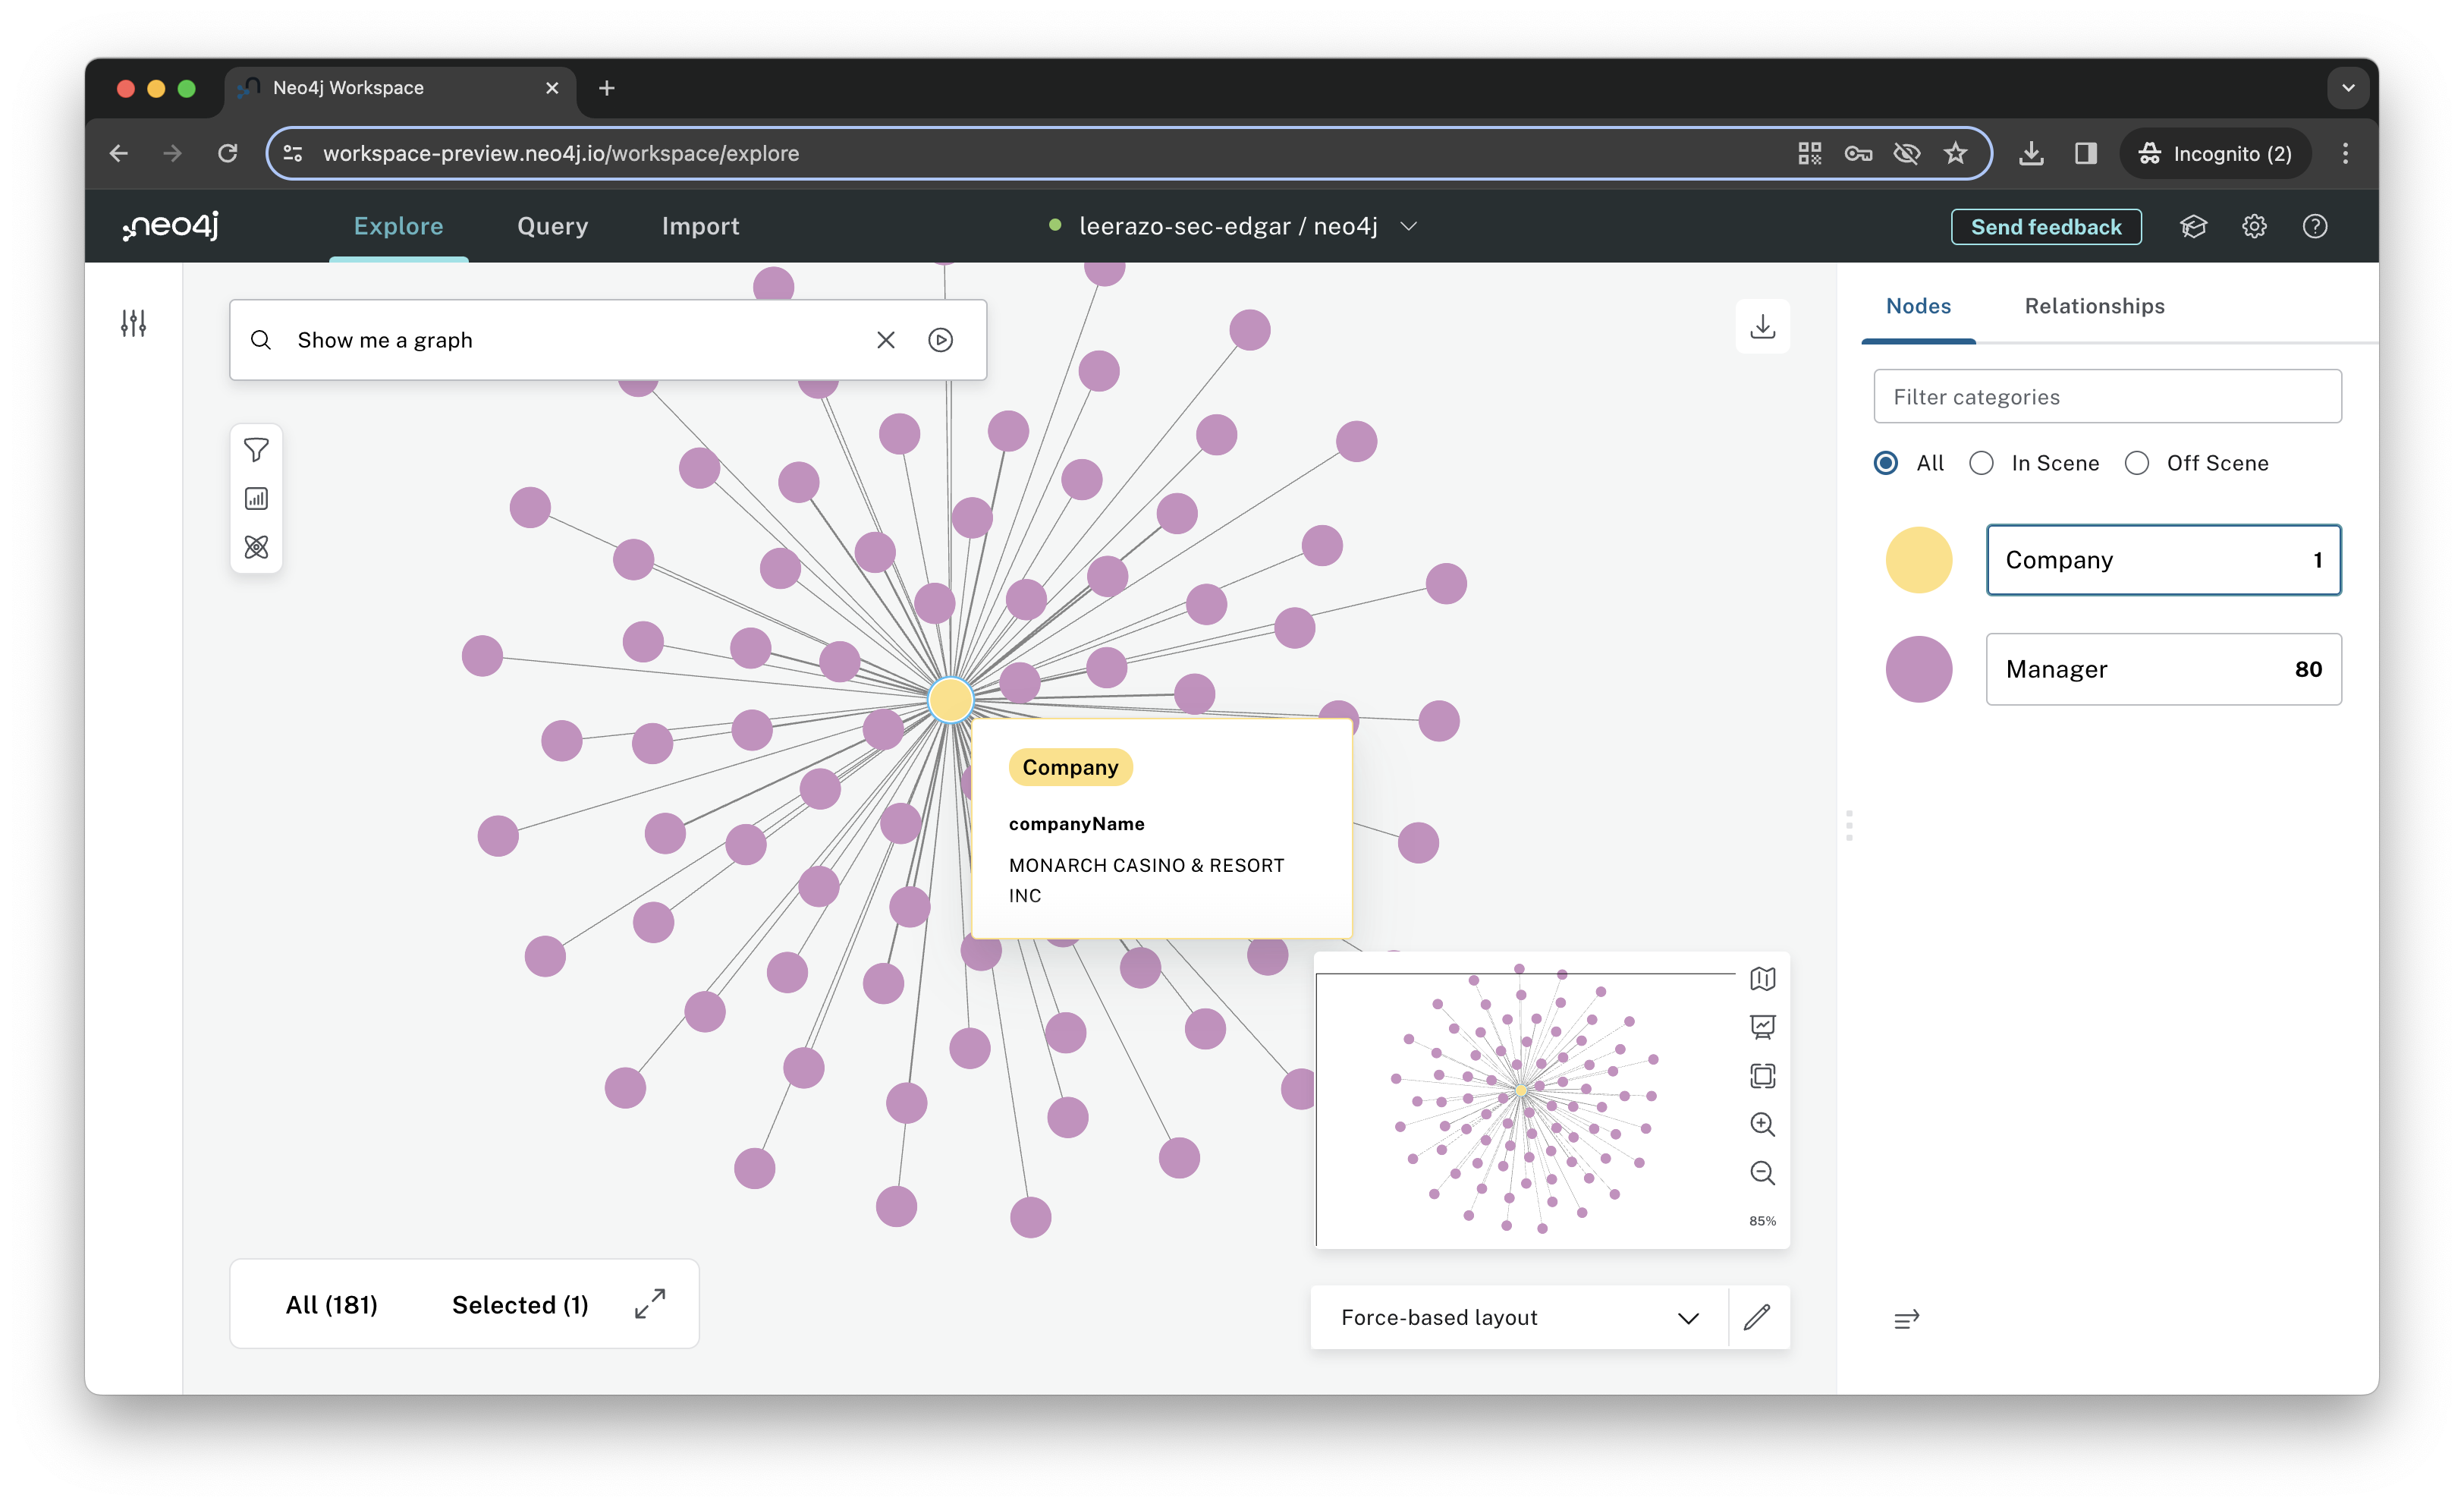 Neo4j Workspace
workspace-preview.neo4j.io/workspace/explore
Incognito (2)
neo4j
Explore
Query
Import
leerazo-sec-edgar / neo4j
Send feedback
Show me a graph
Nodes
Relationships
Filter categories
All
In Scene
Off Scene
Company 1
Manager 80
Company
companyName
MONARCH CASINO & RESORT
INC
85%
All (181)
Selected (1)
Force-based layout